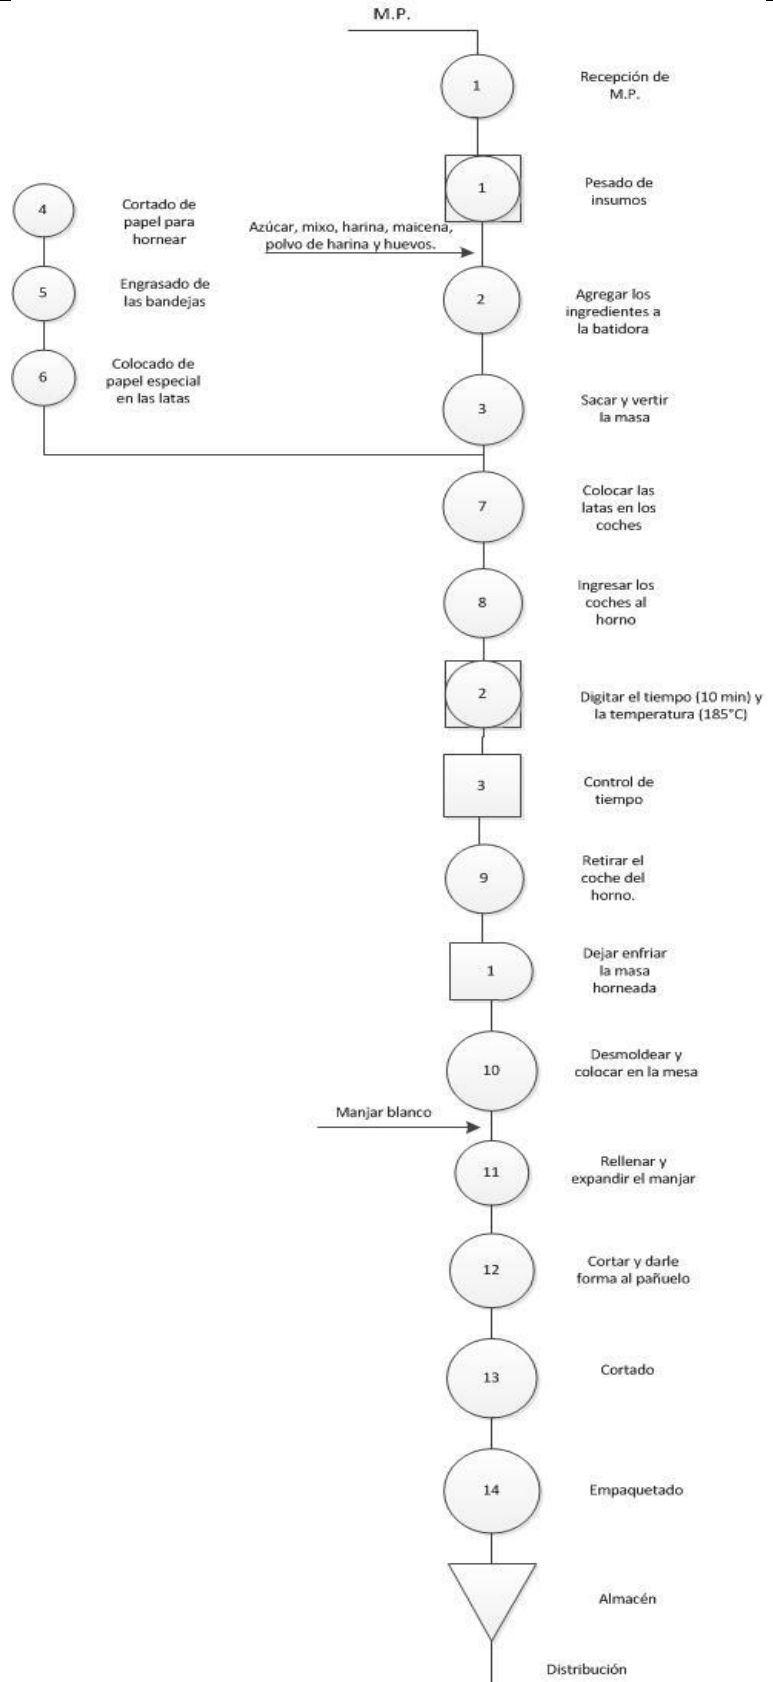 M.P.
1
Recepción de
M.P.
1
Pesado de
insumos
4
Cortado de
papel para
hornear
Azúcar, mixo, harina, maicena,
polvo de harina y huevos.
5
Engrasado de
las bandejas
2
Agregar los
ingredientes a
la batidora
6
Colocado de
papel especial
en las latas
3
Sacar y vertir
la masa
7
Colocar las
latas en los
coches
8
Ingresar los
coches al
horno
2
Digitar el tiempo (10 min) y
la temperatura (185°C)
3
Control de
tiempo
9
Retirar el
coche del
horno.
1
Dejar enfriar
la masa
horneada
10
Desmoldear y
colocar en la mesa
Manjar blanco
11
Rellenar y
expandir el manjar
12
Cortar y darle
forma al pañuelo
13
Cortado
14
Empaquetado
Almacén
Distribución